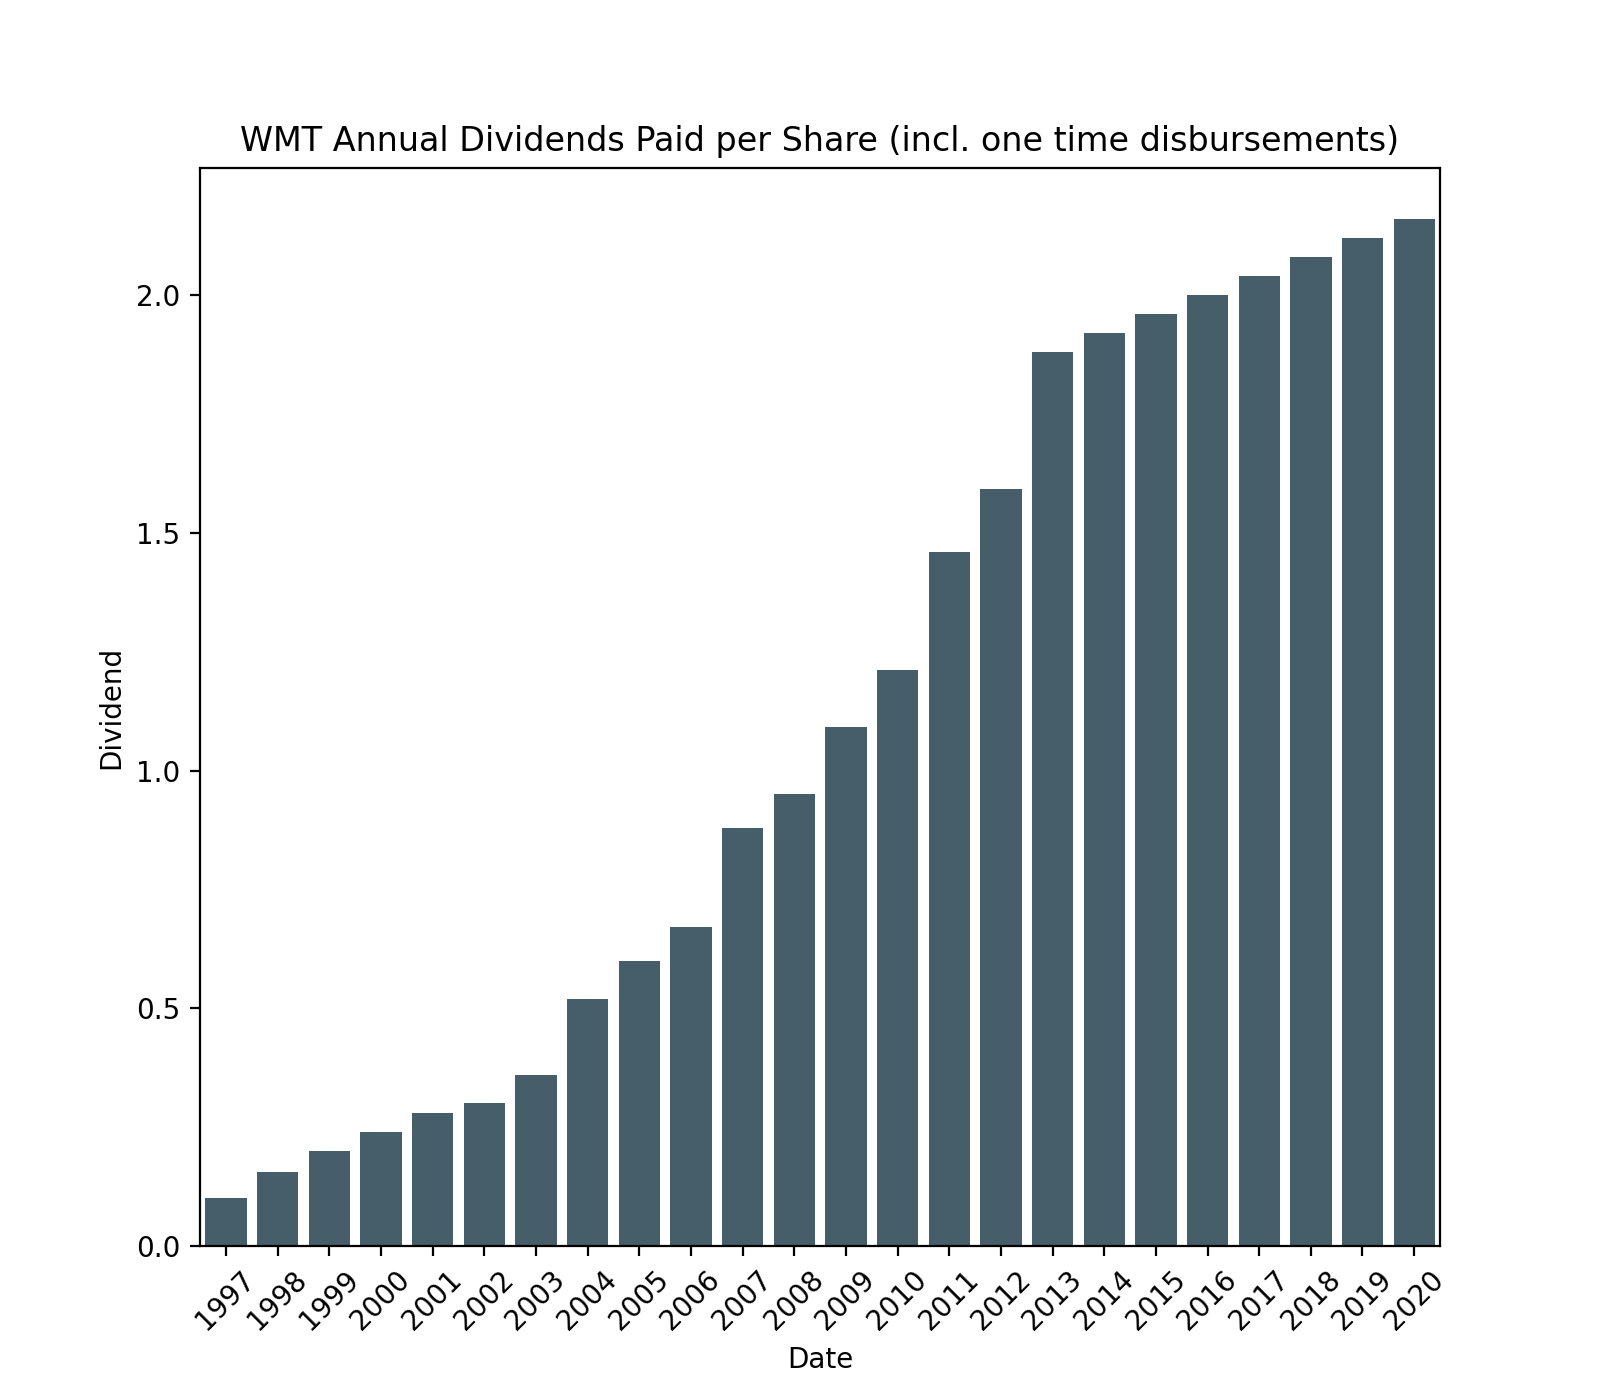 WMT Annual Dividends Paid per Share (incl. one time disbursements)
Dividend
2.0
1.5
1.0
0.5
0.0
1997 1998 1999 2000 2001 2002 2003 2004 2005 2006 2007 2008 2009 2010 2011 2012 2013 2014 2015 2016 2017 2018 2019 2020
Date